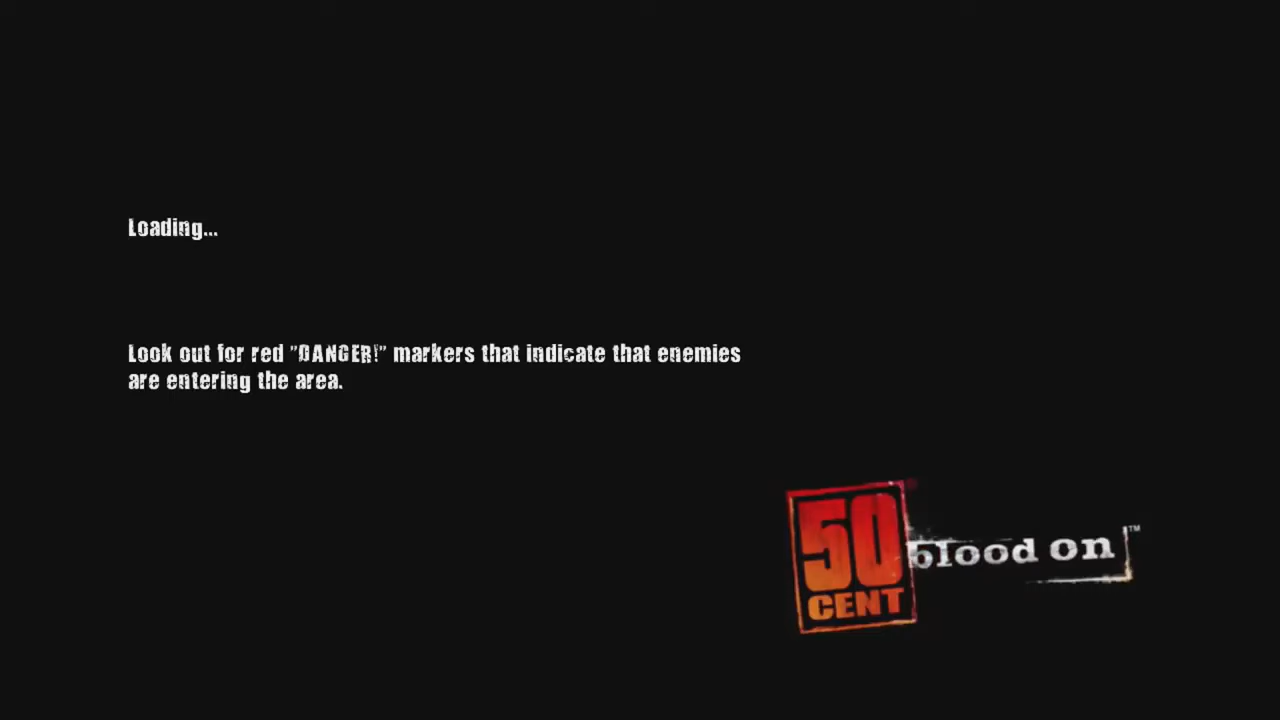 Loading...
Look out for red "DANGER!" markers that indicate that enemies
are entering the area.
50
CENT
blood on
TM